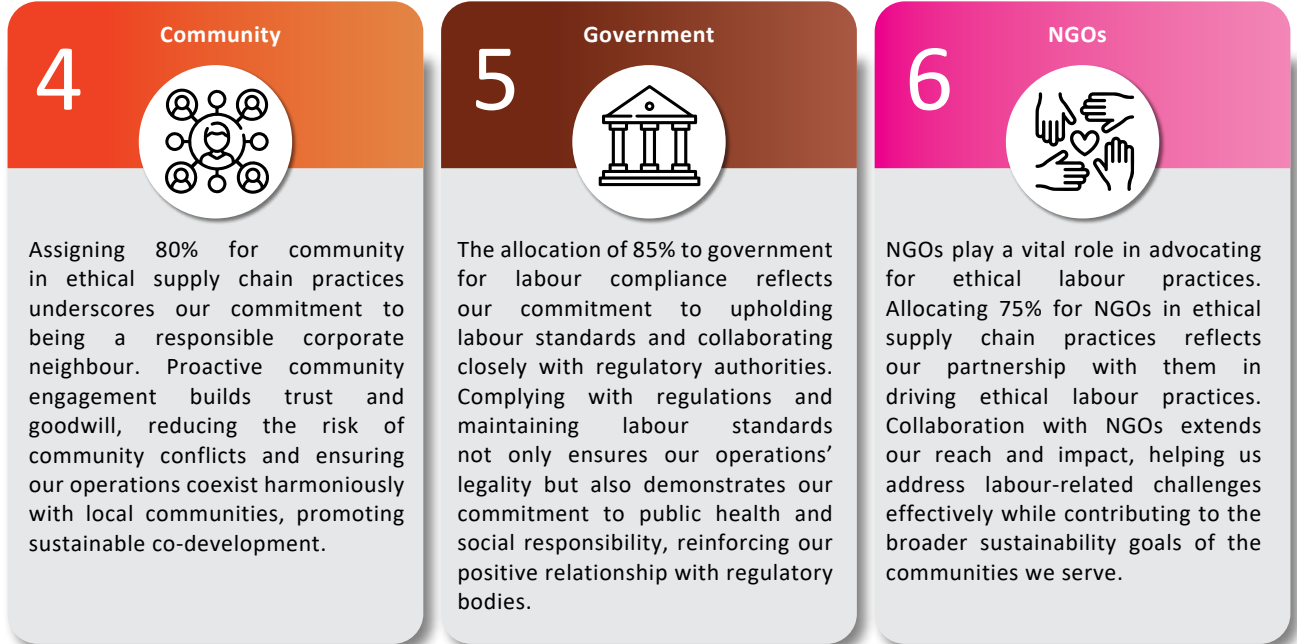 4
Community
Assigning 80% for community
in ethical supply chain practices
underscores our commitment to
being a responsible corporate
neighbour. Proactive community
engagement builds trust and
goodwill, reducing the risk of
community conflicts and ensuring
our operations coexist harmoniously
with local communities, promoting
sustainable co-development.
5
Government
The allocation of 85% to government
for labour compliance reflects
our commitment to upholding
labour standards and collaborating
closely with regulatory authorities.
Complying with regulations and
maintaining labour standards
not only ensures our operations’
legality but also demonstrates our
commitment to public health and
social responsibility, reinforcing our
positive relationship with regulatory
bodies.
6
NGOs
NGOs play a vital role in advocating
for ethical labour practices.
Allocating 75% for NGOs in ethical
supply chain practices reflects
our partnership with them in
driving ethical labour practices.
Collaboration with NGOs extends
our reach and impact, helping us
address labour-related challenges
effectively while contributing to the
broader sustainability goals of the
communities we serve.